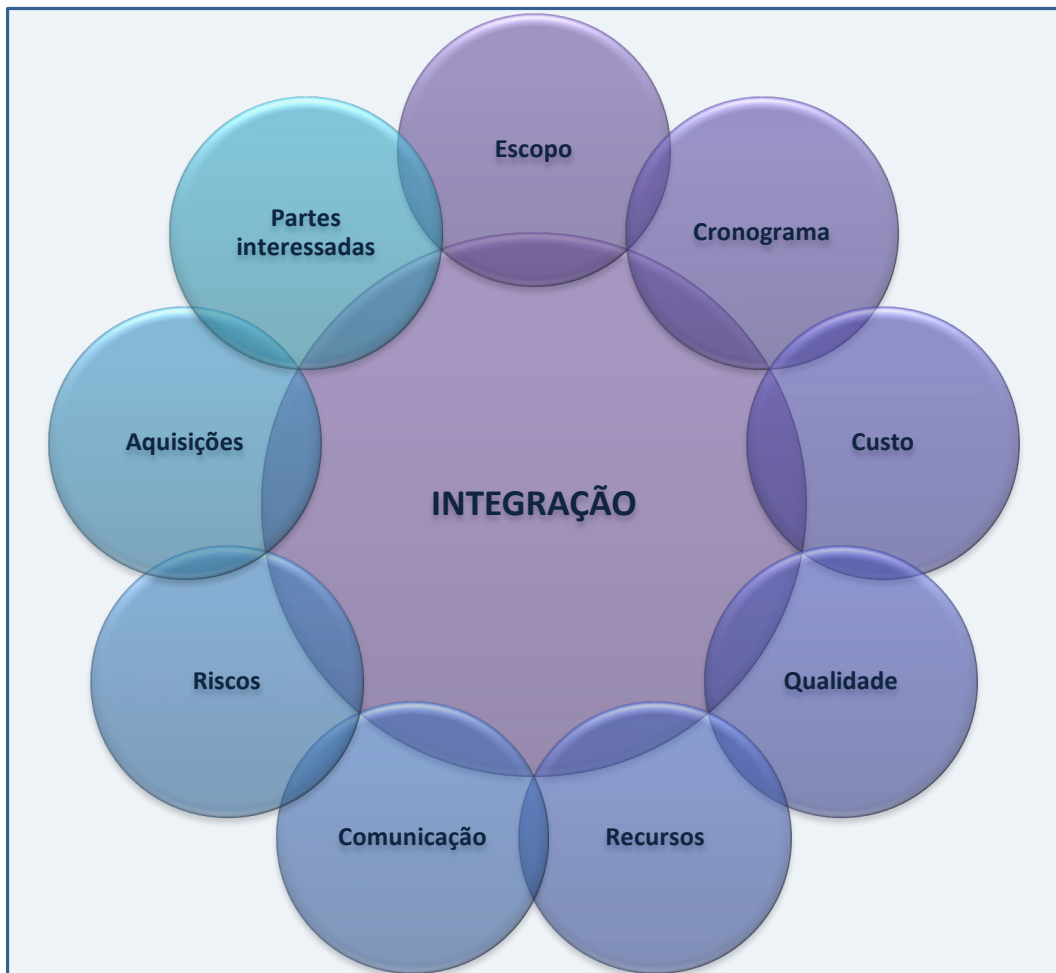 Escopo
Cronograma
Custo
Qualidade
Recursos
Comunicação
Riscos
Aquisições
Partes
interessadas
INTEGRAÇÃO